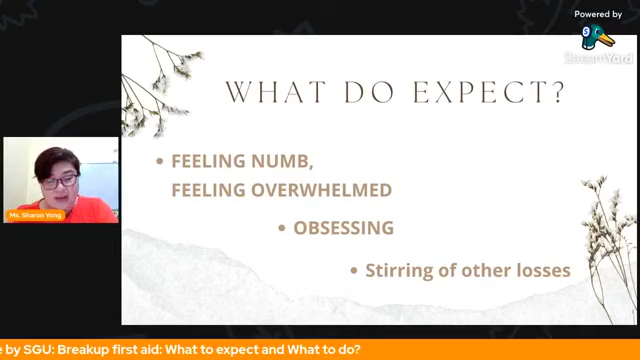 Powered by
StreamYard
WHAT DO EXPECT?
• FEELING NUMB,
FEELING OVERWHELMED
• OBSESSING
• Stirring of other losses
Ms. Sharon Yong
e by SGU: Breakup first aid: What to expect and What to do?